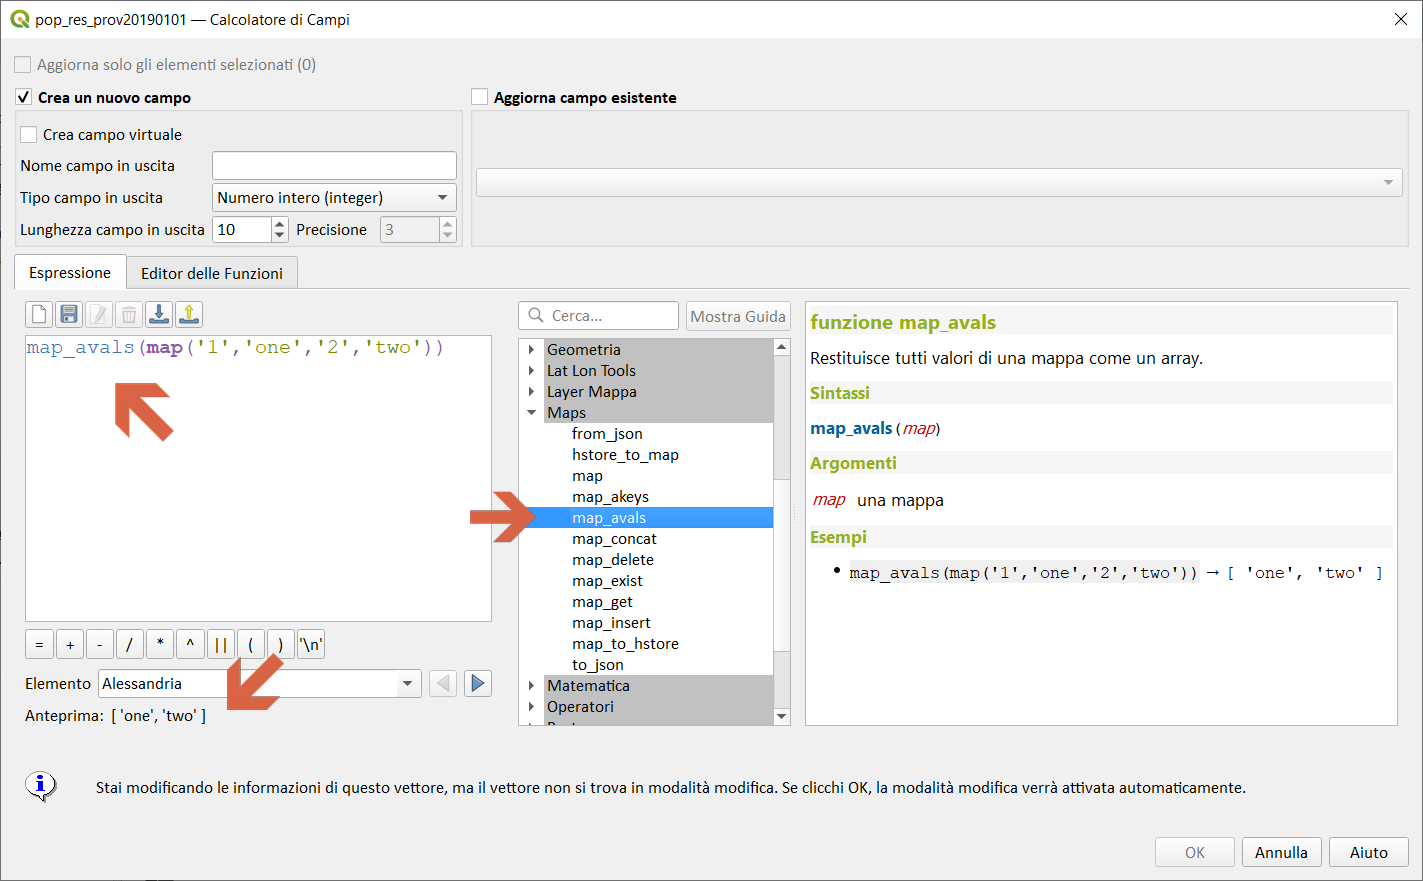 pop_res_prov20190101 — Calcolatore di Campi
Aggiorna solo gli elementi selezionati (0)
Crea un nuovo campo
Aggiorna campo esistente
Crea campo virtuale
Nome campo in uscita
Tipo campo in uscita Numero intero (integer)
Lunghezza campo in uscita 10 Precisione 3
Espressione Editor delle Funzioni
map_avals(map('1','one','2','two'))
= + - / * ^ || ( ) '\n'
Elemento Alessandria
Anteprima: [ 'one', 'two' ]
Cerca... Mostra Guida
Geometria
Lat Lon Tools
Layer Mappa
Maps
from_json
hstore_to_map
map
map_akeys
map_avals
map_concat
map_delete
map_exist
map_get
map_insert
map_to_hstore
to_json
Matematica
Operatori
funzione map_avals
Restituisce tutti valori di una mappa come un array.
Sintassi
map_avals(map)
Argomenti
map una mappa
Esempi
• map_avals(map('1','one','2','two')) → [ 'one', 'two' ]
Stai modificando le informazioni di questo vettore, ma il vettore non si trova in modalità modifica. Se clicchi OK, la modalità modifica verrà attivata automaticamente.
OK Annulla Aiuto